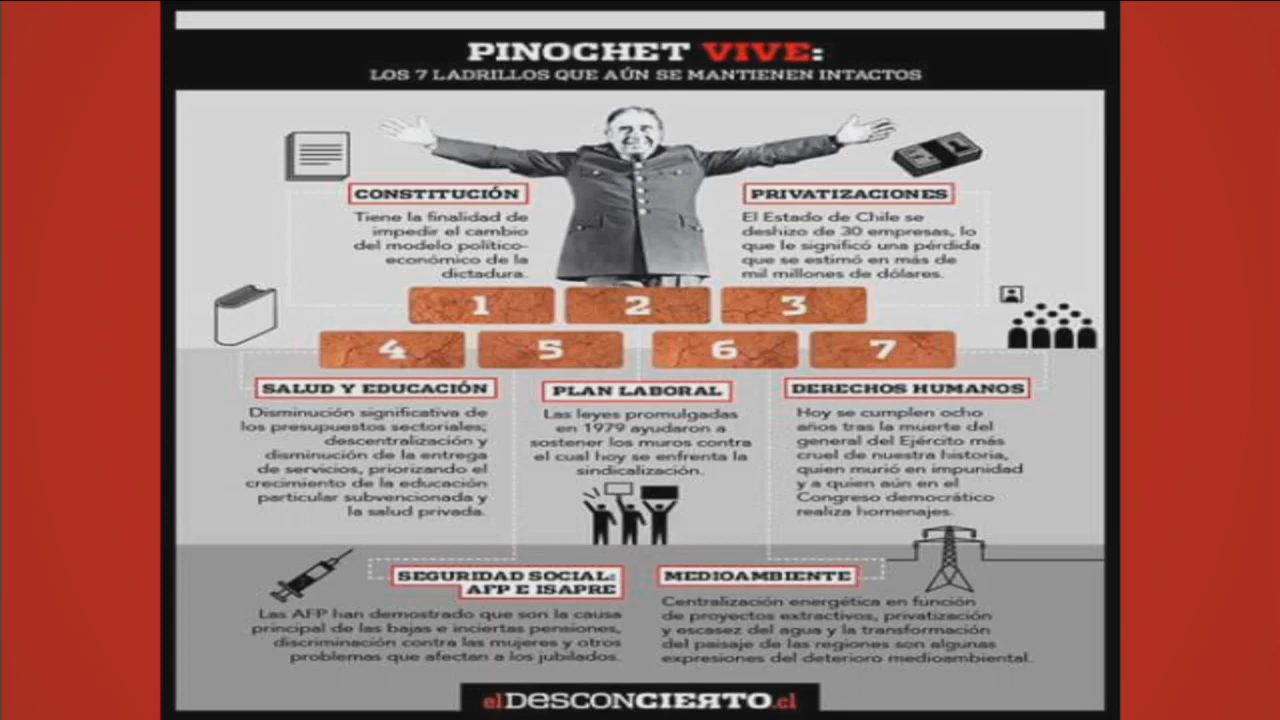 PINOCHET VIVE:
LOS 7 LADRILLOS QUE AÚN SE MANTIENEN INTACTOS
CONSTITUCIÓN
Tiene la finalidad de
impedir el cambio
del modelo político-
económico de la
dictadura.
PRIVATIZACIONES
El Estado de Chile se
deshizo de 30 empresas, lo
que le significó una pérdida
que se estimó en más de
mil millones de dólares.
1 2 3
4 5 6 7
SALUD Y EDUCACIÓN
Disminución significativa de
los presupuestos sectoriales;
descentralización y
disminución de la entrega
de servicios, priorizando el
crecimiento de la educación
particular subvencionada y
la salud privada.
PLAN LABORAL
Las leyes promulgadas
en 1979 ayudaron a
sostener los muros contra
el cual hoy se enfrenta la
sindicalización.
DERECHOS HUMANOS
Hoy se cumplen ocho
años tras la muerte del
general del Ejército más
cruel de nuestra historia,
quien murió en impunidad
y a quien aún en el
Congreso democrático
realiza homenajes.
SEGURIDAD SOCIAL:
AFP E ISAPRE
Las AFP han demostrado que son la causa
principal de las bajas e inciertas pensiones,
discriminación contra las mujeres y otros
problemas que afectan a los jubilados.
MEDIOAMBIENTE
Centralización energética en función
de proyectos extractivos, privatización
y escasez del agua y la transformación
del paisaje de las regiones son algunas
expresiones del deterioro medioambiental.
elDESCONCIERTO.cl